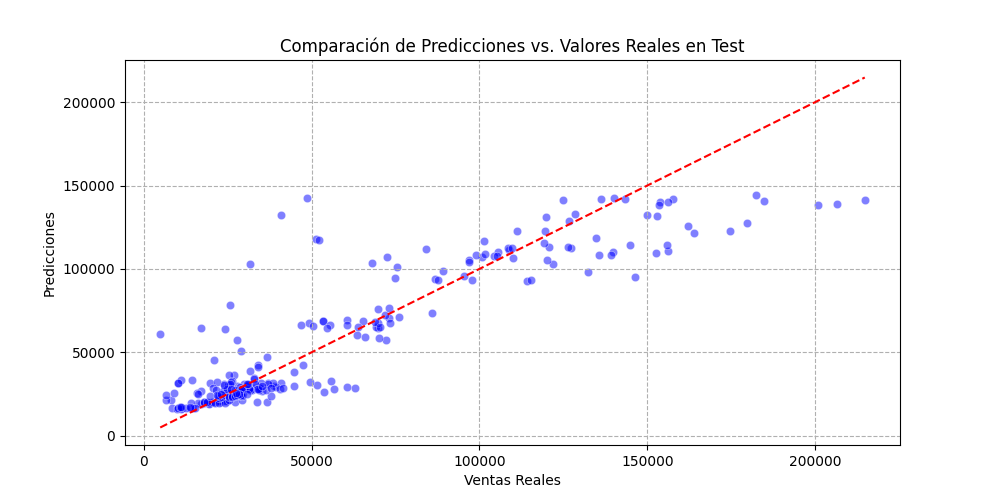 Comparación de Predicciones vs. Valores Reales en Test
Predicciones
200000
150000
100000
50000
0
0 50000 100000 150000 200000
Ventas Reales